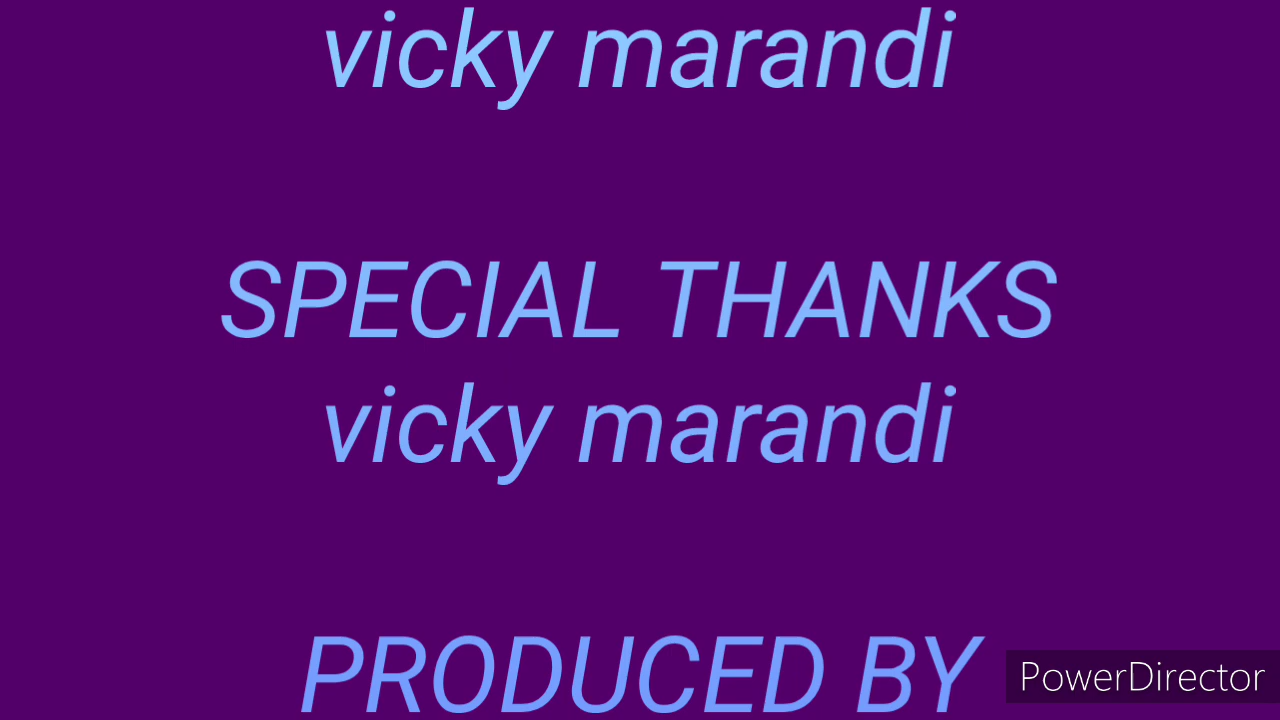 vicky marandi
SPECIAL THANKS
vicky marandi
PRODUCED BY
PowerDirector